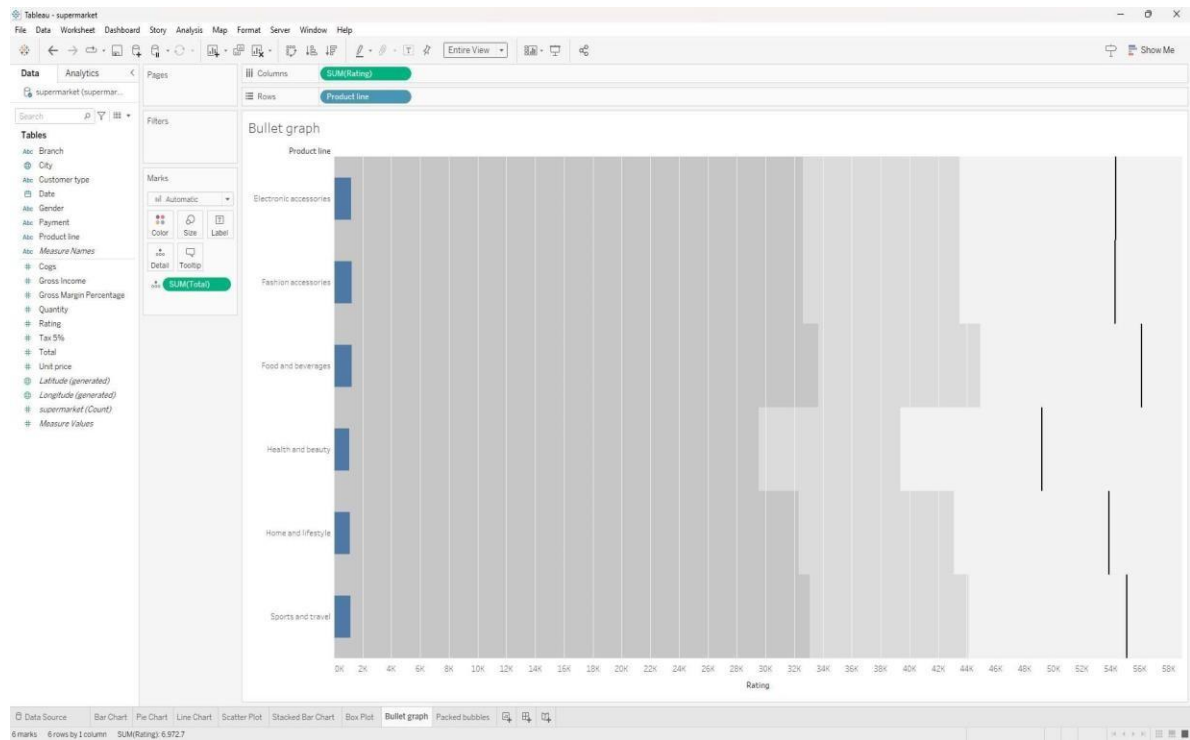 Tableau - supermarket
File Data Worksheet Dashboard Story Analysis Map Format Server Window Help
Entire View
Show Me
Data Analytics
supermarket (supermar...
Search
Tables
Abc Branch
City
Abc Customer type
Date
Abc Gender
Abc Payment
Abc Product line
Abc Measure Names
# Cogs
# Gross Income
# Gross Margin Percentage
# Quantity
# Rating
# Tax 5%
# Total
# Unit price
Latitude (generated)
Longitude (generated)
# supermarket (Count)
# Measure Values
Pages
Filters
Marks
Automatic
Color Size Label
Detail Tooltip
SUM(Total)
Columns SUM(Rating)
Rows Product line
Bullet graph
Product line
Electronic accessories
Fashion accessories
Food and beverages
Health and beauty
Home and lifestyle
Sports and travel
0K 2K 4K 6K 8K 10K 12K 14K 16K 18K 20K 22K 24K 26K 28K 30K 32K 34K 36K 38K 40K 42K 44K 46K 48K 50K 52K 54K 56K 58K
Rating
Data Source Bar Chart Pie Chart Line Chart Scatter Plot Stacked Bar Chart Box Plot Bullet graph Packed bubbles
6 marks 6 rows by 1 column SUM(Rating): 6,972.7